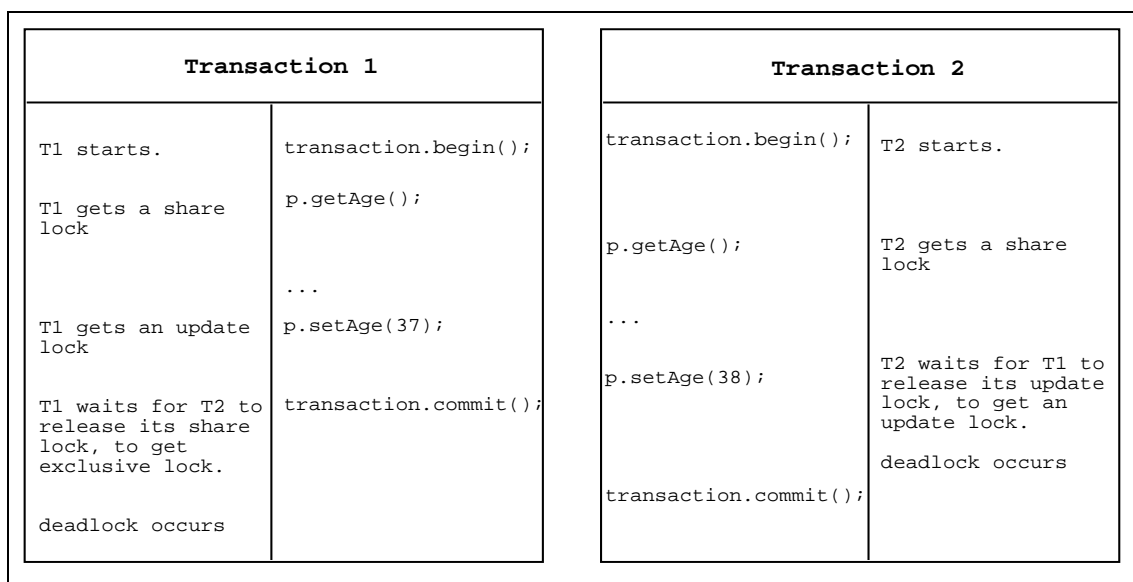 Transaction 1
T1 starts.
transaction.begin();
T1 gets a share
lock
p.getAge();
...
T1 gets an update
lock
p.setAge(37);
T1 waits for T2 to
release its share
lock, to get
exclusive lock.
transaction.commit();
deadlock occurs
Transaction 2
transaction.begin();
T2 starts.
p.getAge();
T2 gets a share
lock
...
p.setAge(38);
T2 waits for T1 to
release its update
lock, to get an
update lock.
deadlock occurs
transaction.commit();